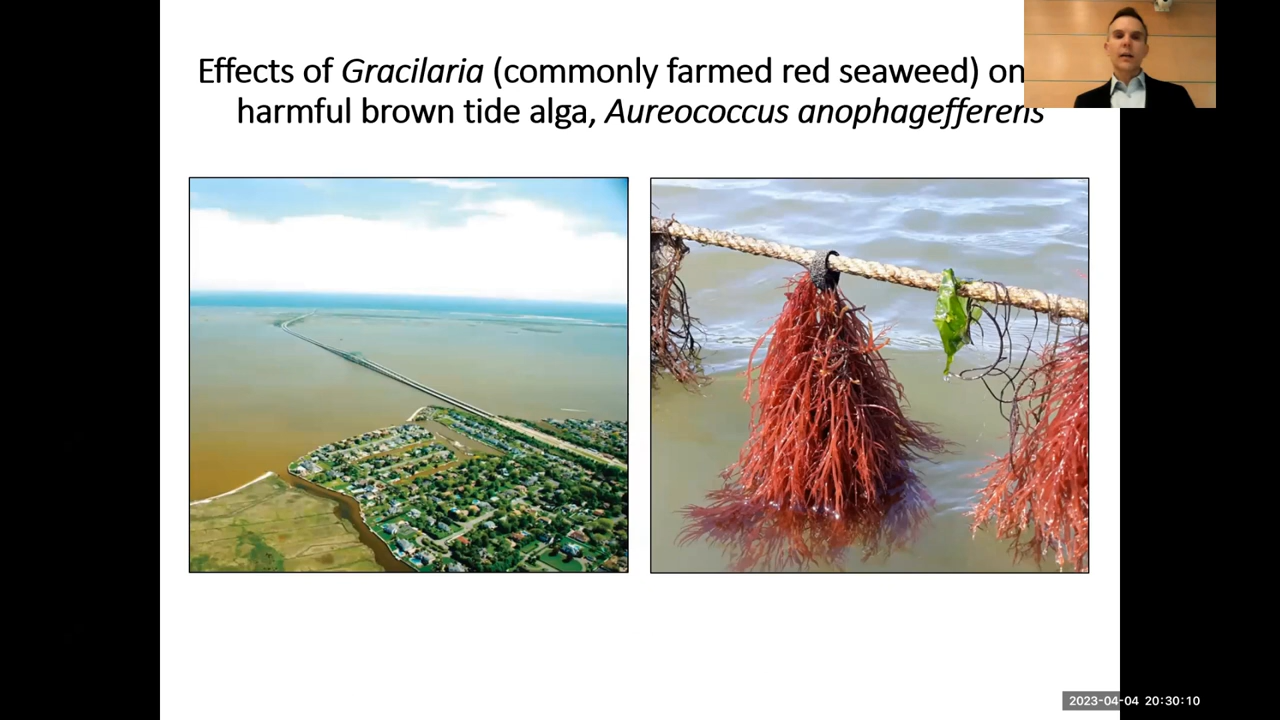 Effects of Gracilaria (commonly farmed red seaweed) on
harmful brown tide alga, Aureococcus anophagefferens
2023-04-04 20:30:10